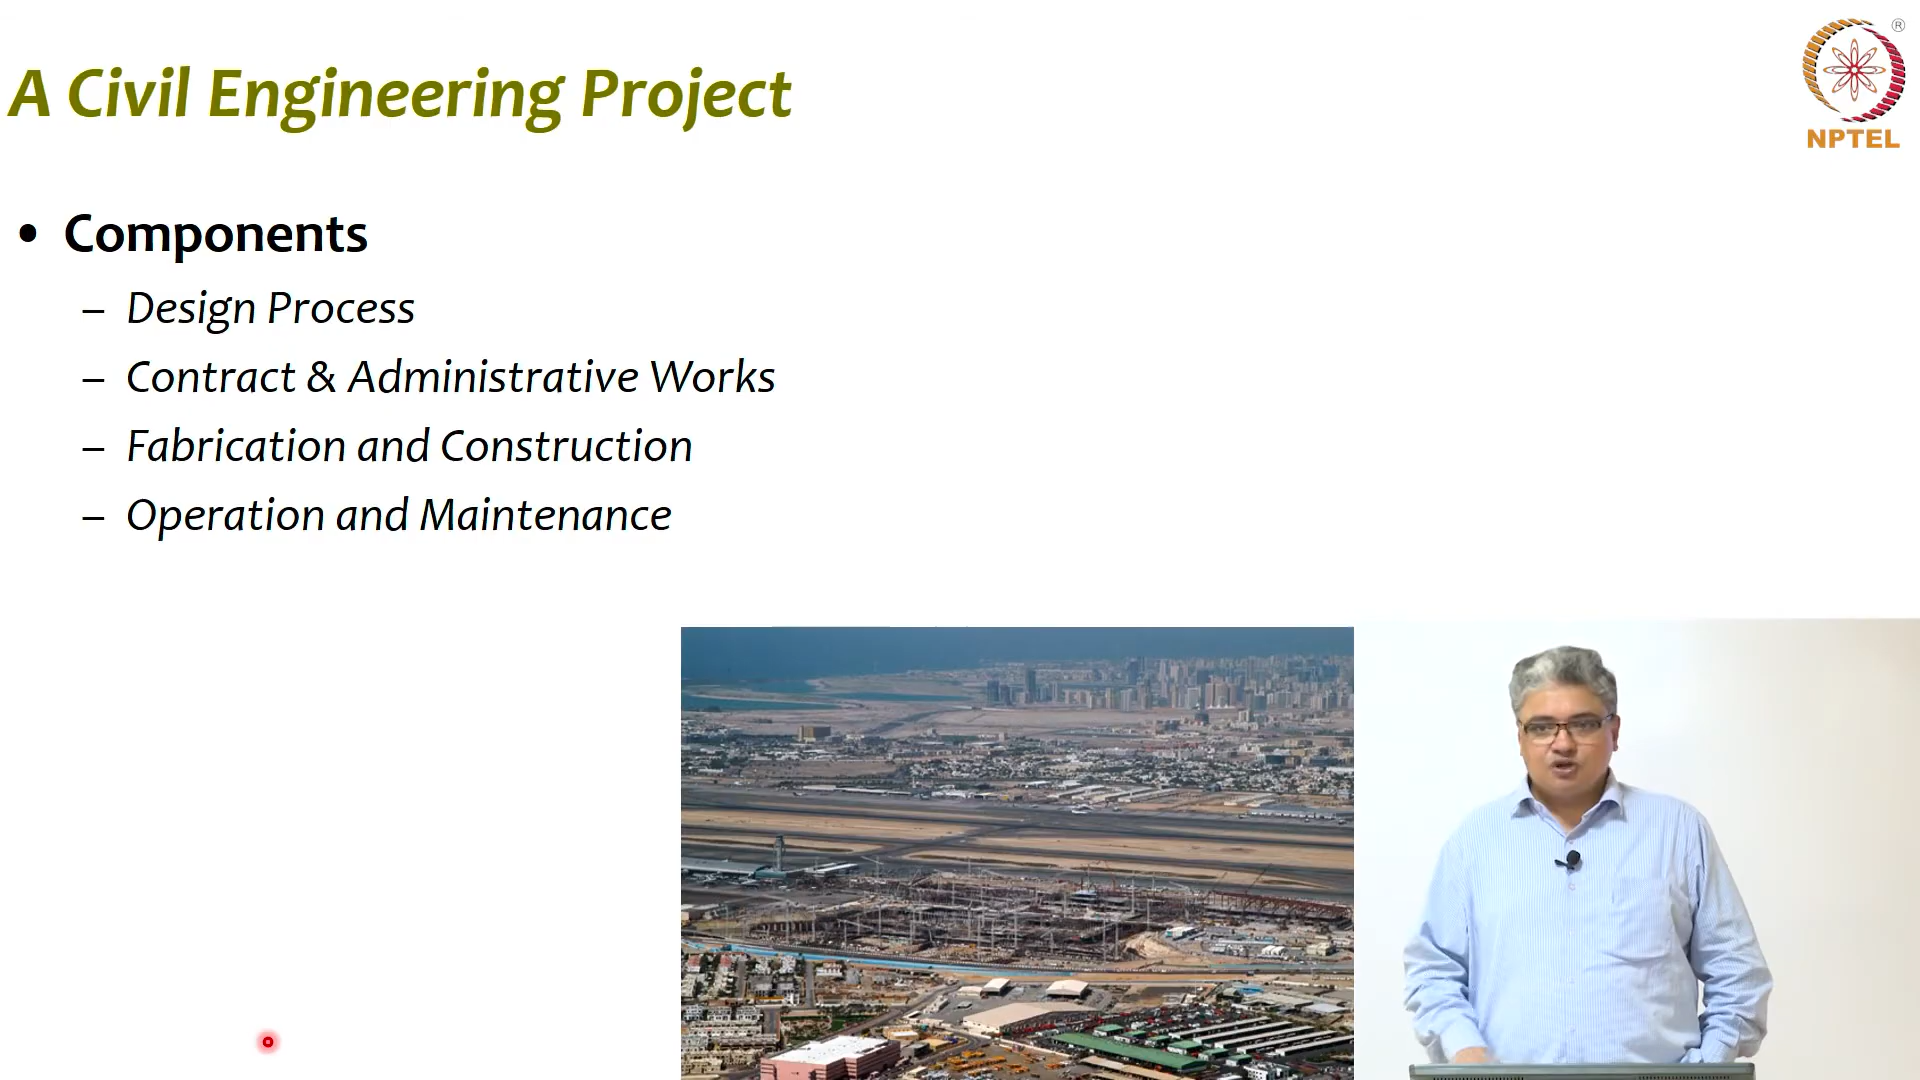 A Civil Engineering Project
®
NPTEL
• Components
– Design Process
– Contract & Administrative Works
– Fabrication and Construction
– Operation and Maintenance